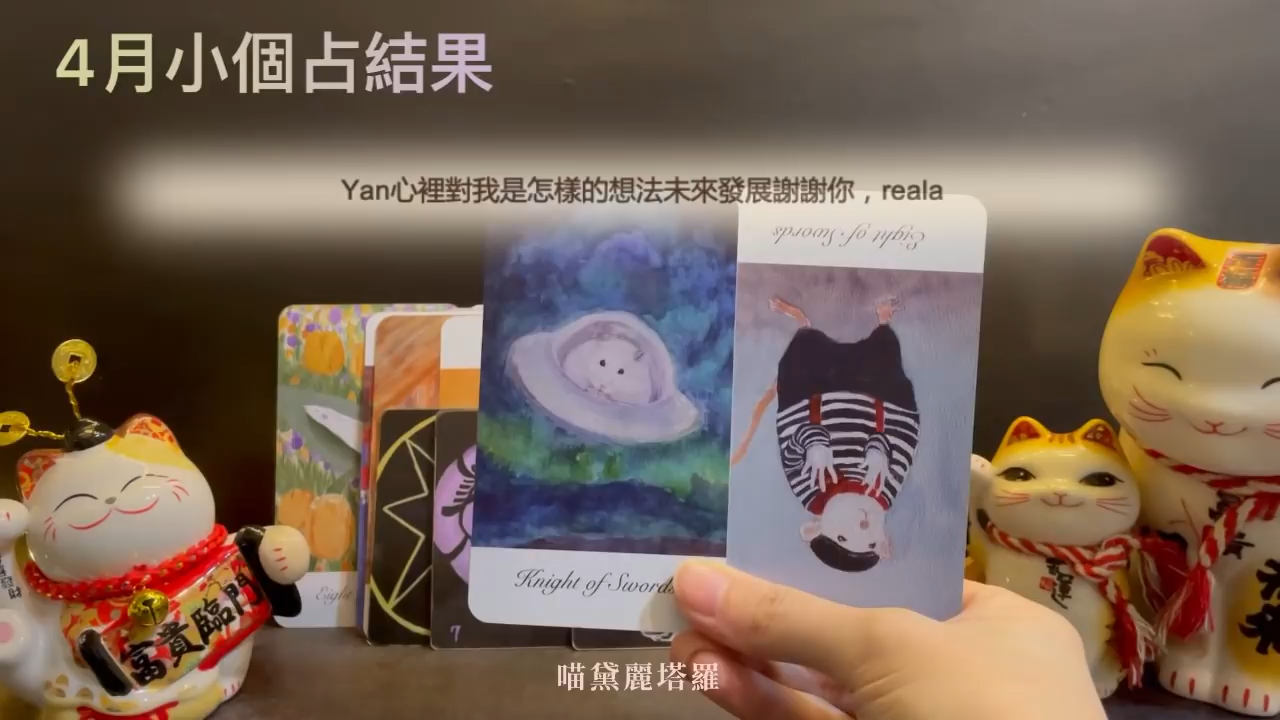 4月小個占結果
Yan心裡對我是怎樣的想法未來發展謝謝你，reala
Eight of Swords
Knight of Swords
Eight
7
富貴臨門
喵黛麗塔羅